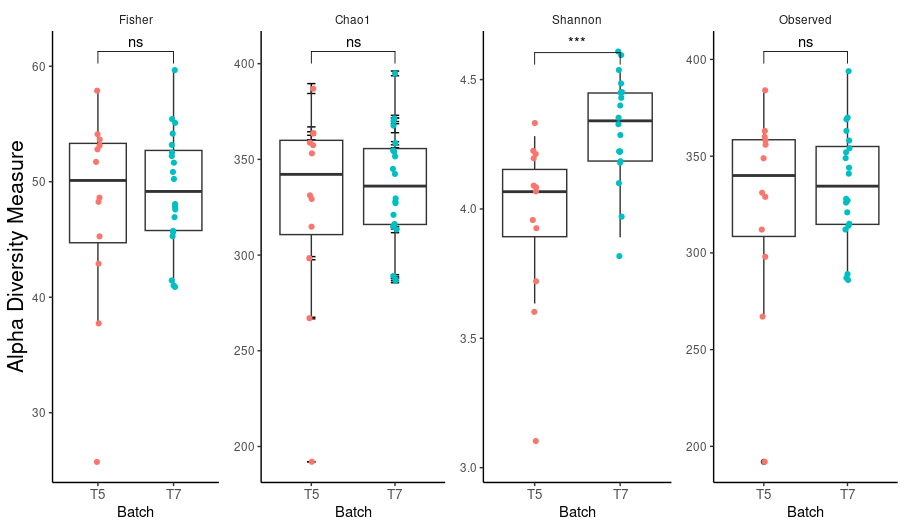 Fisher
Chao1
Shannon
Observed
Alpha Diversity Measure
ns
60
50
40
30
T5
T7
Batch
ns
400
350
300
250
200
T5
T7
Batch
***
4.5
4.0
3.5
3.0
T5
T7
Batch
ns
400
350
300
250
200
T5
T7
Batch